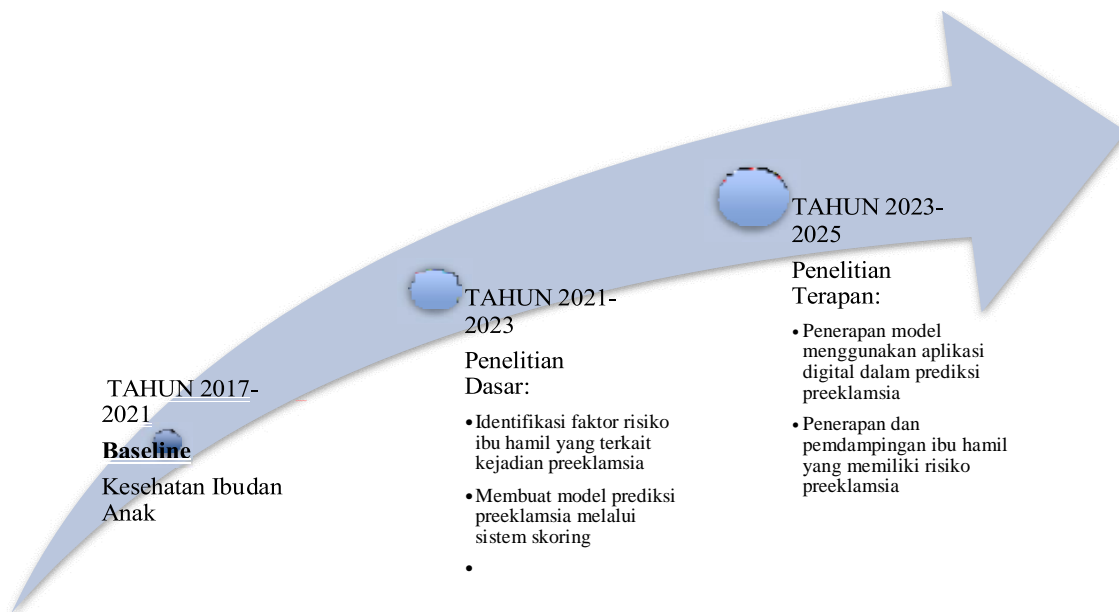 TAHUN 2017-
2021
Baseline
Kesehatan Ibudan
Anak
TAHUN 2021-
2023
Penelitian
Dasar:
• Identifikasi faktor risiko
ibu hamil yang terkait
kejadian preeklamsia
• Membuat model prediksi
preeklamsia melalui
sistem skoring
•
TAHUN 2023-
2025
Penelitian
Terapan:
• Penerapan model
menggunakan aplikasi
digital dalam prediksi
preeklamsia
• Penerapan dan
pemdampingan ibu hamil
yang memiliki risiko
preeklamsia